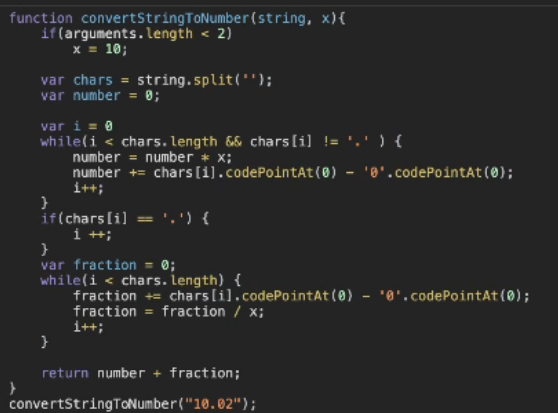 function convertStringToNumber(string, x){
    if(arguments.length < 2)
        x = 10;

    var chars = string.split('');
    var number = 0;

    var i = 0
    while(i < chars.length && chars[i] != '.' ) {
        number = number * x;
        number += chars[i].codePointAt(0) - '0'.codePointAt(0);
        i++;
    }
    if(chars[i] == '.') {
        i ++;
    }
    var fraction = 0;
    while(i < chars.length) {
        fraction += chars[i].codePointAt(0) - '0'.codePointAt(0);
        fraction = fraction / x;
        i++;
    }

    return number + fraction;
}
convertStringToNumber("10.02");